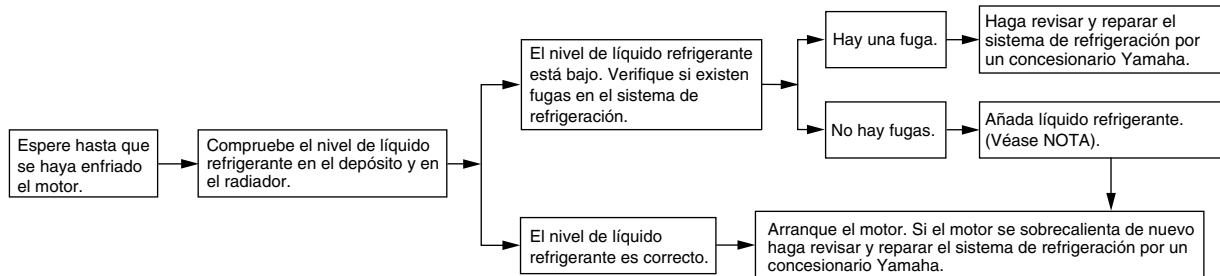 Espere hasta que
se haya enfriado
el motor.
Compruebe el nivel de líquido
refrigerante en el depósito y en
el radiador.
El nivel de líquido refrigerante
está bajo. Verifique si existen
fugas en el sistema de
refrigeración.
Hay una fuga.
Haga revisar y reparar el
sistema de refrigeración por
un concesionario Yamaha.
No hay fugas.
Añada líquido refrigerante.
(Véase NOTA).
El nivel de líquido
refrigerante es correcto.
Arranque el motor. Si el motor se sobrecalienta de nuevo
haga revisar y reparar el sistema de refrigeración por un
concesionario Yamaha.